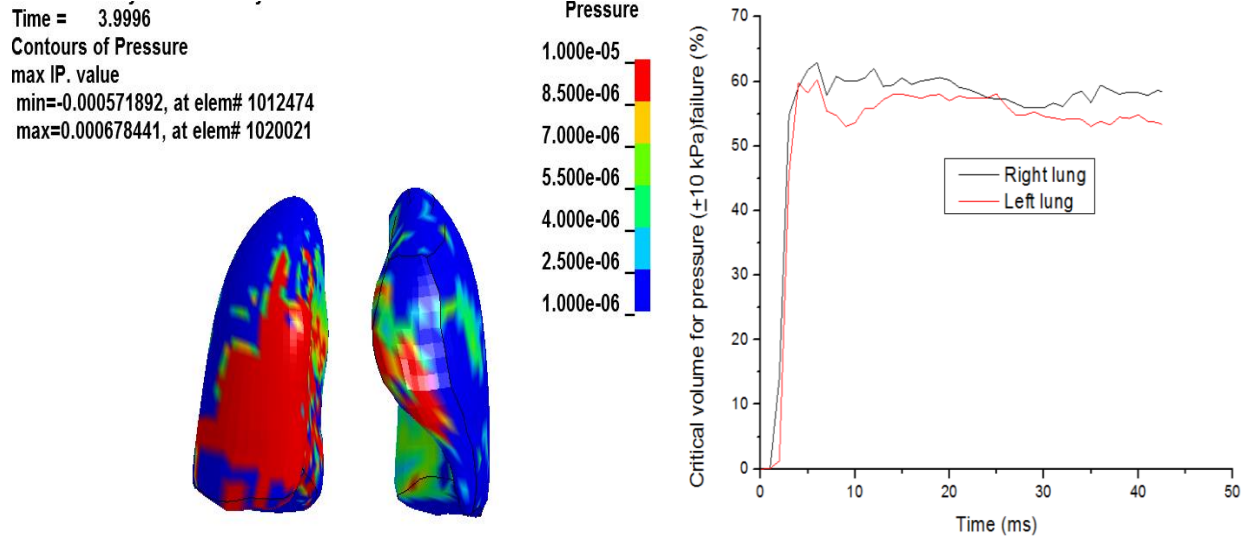 Time = 3.9996
Contours of Pressure
max IP. value
min=-0.000571892, at elem# 1012474
max=0.000678441, at elem# 1020021
Pressure
1.000e-05
8.500e-06
7.000e-06
5.500e-06
4.000e-06
2.500e-06
1.000e-06
Critical volume for pressure (±10 kPa)failure (%)
70
60
50
40
30
20
10
0
Right lung
Left lung
0 10 20 30 40 50
Time (ms)